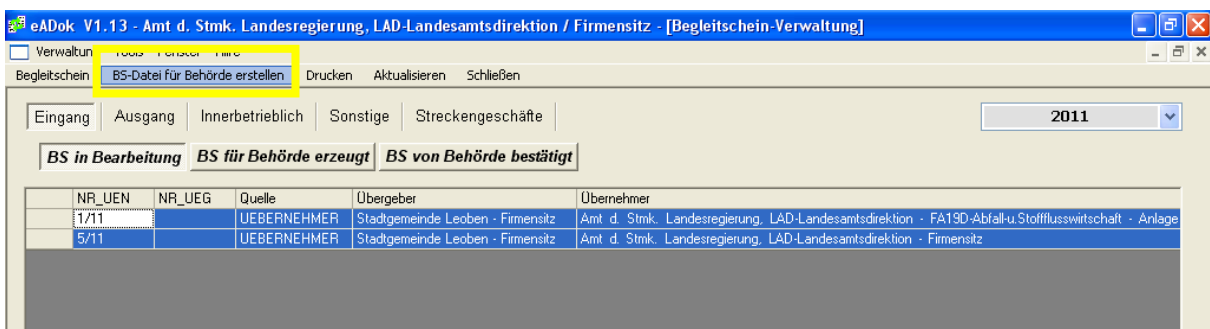 eADok V1.13 - Amt d. Stmk. Landesregierung, LAD-Landesamtsdirektion / Firmensitz - [Begleitschein-Verwaltung]
Begleitschein BS-Datei für Behörde erstellen Drucken Aktualisieren Schließen
Eingang Ausgang Innerbetrieblich Sonstige Streckengeschäfte 2011
BS in Bearbeitung BS für Behörde erzeugt BS von Behörde bestätigt
NR_UEN NR_UEG Quelle Übergeber Übernehmer
1/11 UEBERNEHMER Stadtgemeinde Leoben - Firmensitz Amt d. Stmk. Landesregierung, LAD-Landesamtsdirektion - FA19D-Abfall-u.Stoffflusswirtschaft - Anlage
5/11 UEBERNEHMER Stadtgemeinde Leoben - Firmensitz Amt d. Stmk. Landesregierung, LAD-Landesamtsdirektion - Firmensitz